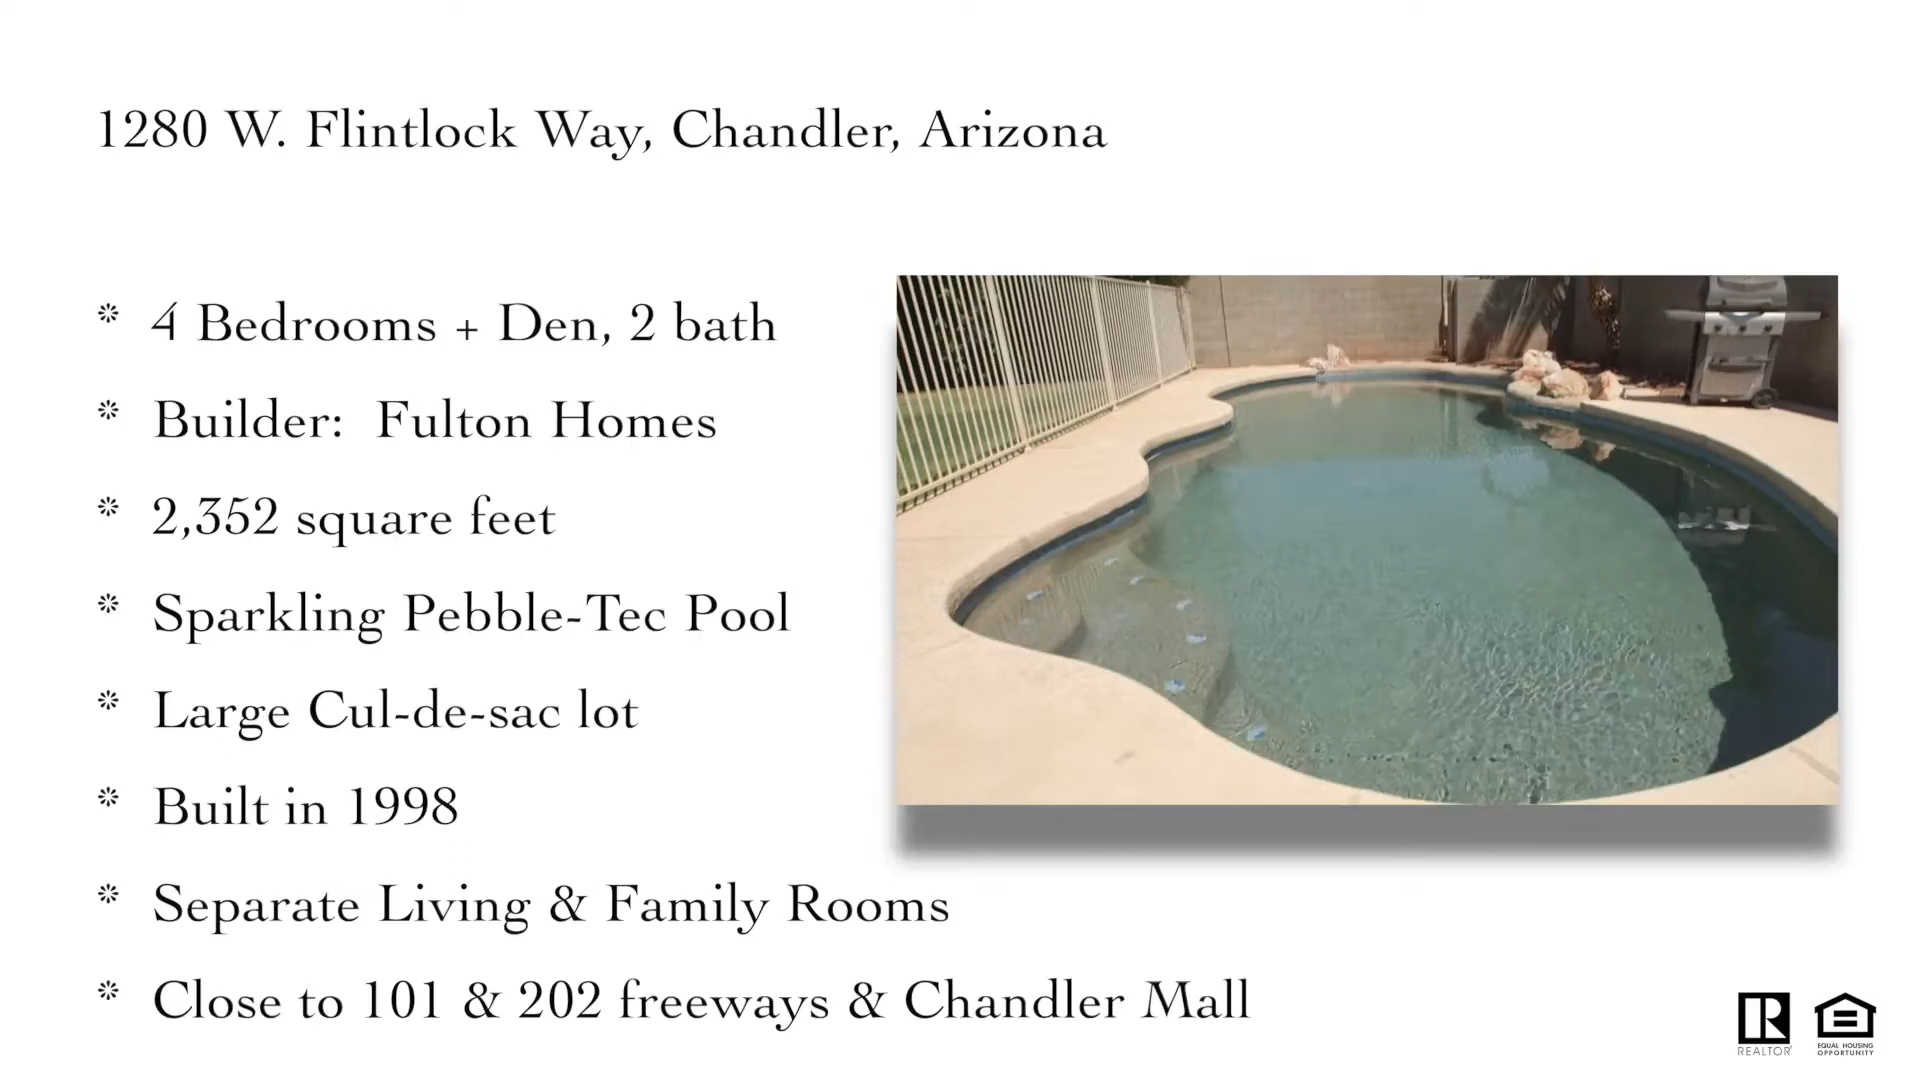 1280 W. Flintlock Way, Chandler, Arizona
* 4 Bedrooms + Den, 2 bath
* Builder: Fulton Homes
* 2,352 square feet
* Sparkling Pebble-Tec Pool
* Large Cul-de-sac lot
* Built in 1998
* Separate Living & Family Rooms
* Close to 101 & 202 freeways & Chandler Mall
R
REALTOR®
EQUAL HOUSING
OPPORTUNITY